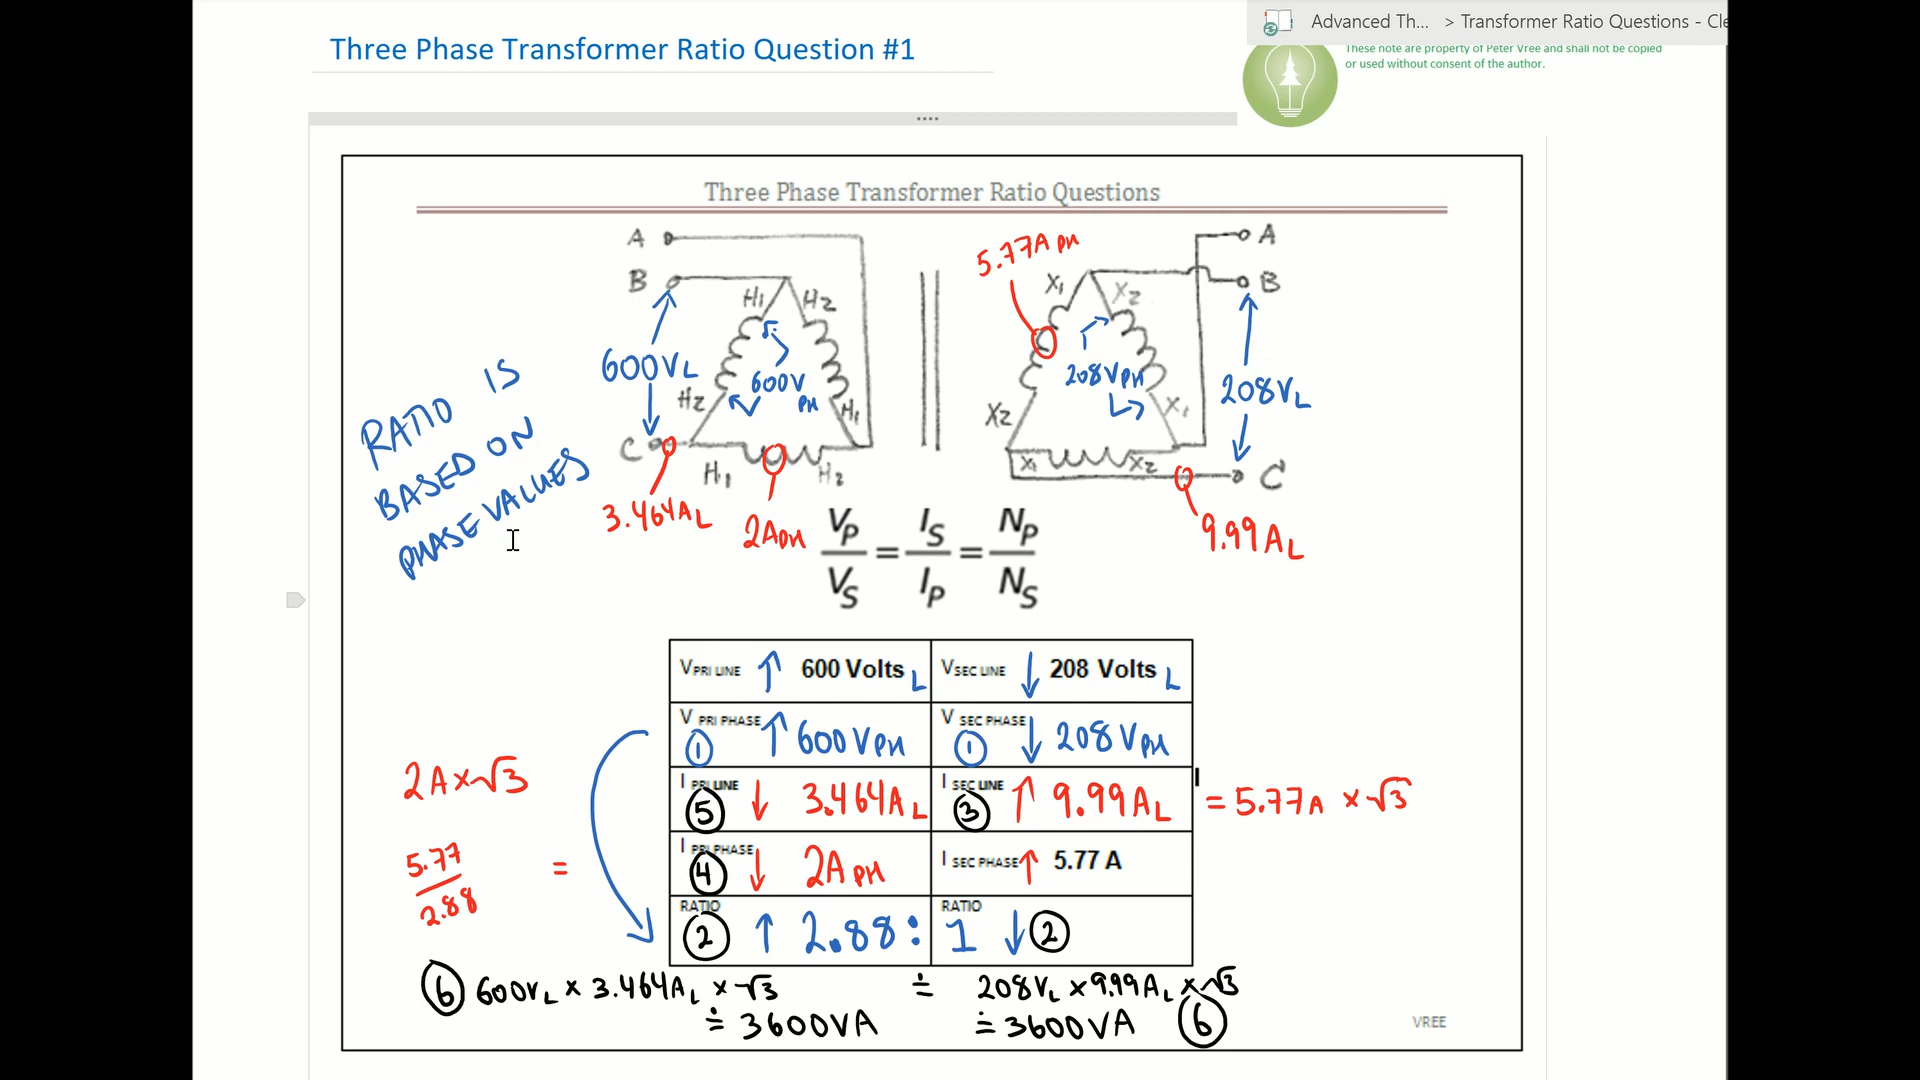 Advanced Th... > Transformer Ratio Questions - Cle
Three Phase Transformer Ratio Question #1
These note are property of Peter Vree and shall not be copied
or used without consent of the author.
Three Phase Transformer Ratio Questions
A
B
H1 H2
600VL
600V
PH
H2
H1
C
H1 H2
3.464AL
2APH
5.77A PH
X1 X2
A
B
208VPH
208VL
X2
X1
X1 X2
C
9.99AL
RATIO IS
BASED ON
PHASE VALUES
VP/VS = IS/IP = NP/NS
V PRI LINE ↑ 600 Volts L V SEC LINE ↓ 208 Volts L
V PRI PHASE ① ↑ 600VPH V SEC PHASE ① ↓ 208VPH
I PRI LINE ⑤ ↓ 3.464AL I SEC LINE ③ ↑ 9.99AL = 5.77A × √3
2A×√3
I PRI PHASE ④ ↓ 2APH I SEC PHASE ↑ 5.77 A
5.77/2.88 =
RATIO ② ↑ 2.88 : RATIO 1 ↓ ②
⑥ 600VL × 3.464AL × √3 ≐ 208VL × 9.99AL × √3
≐ 3600VA ≐ 3600VA ⑥
VREE